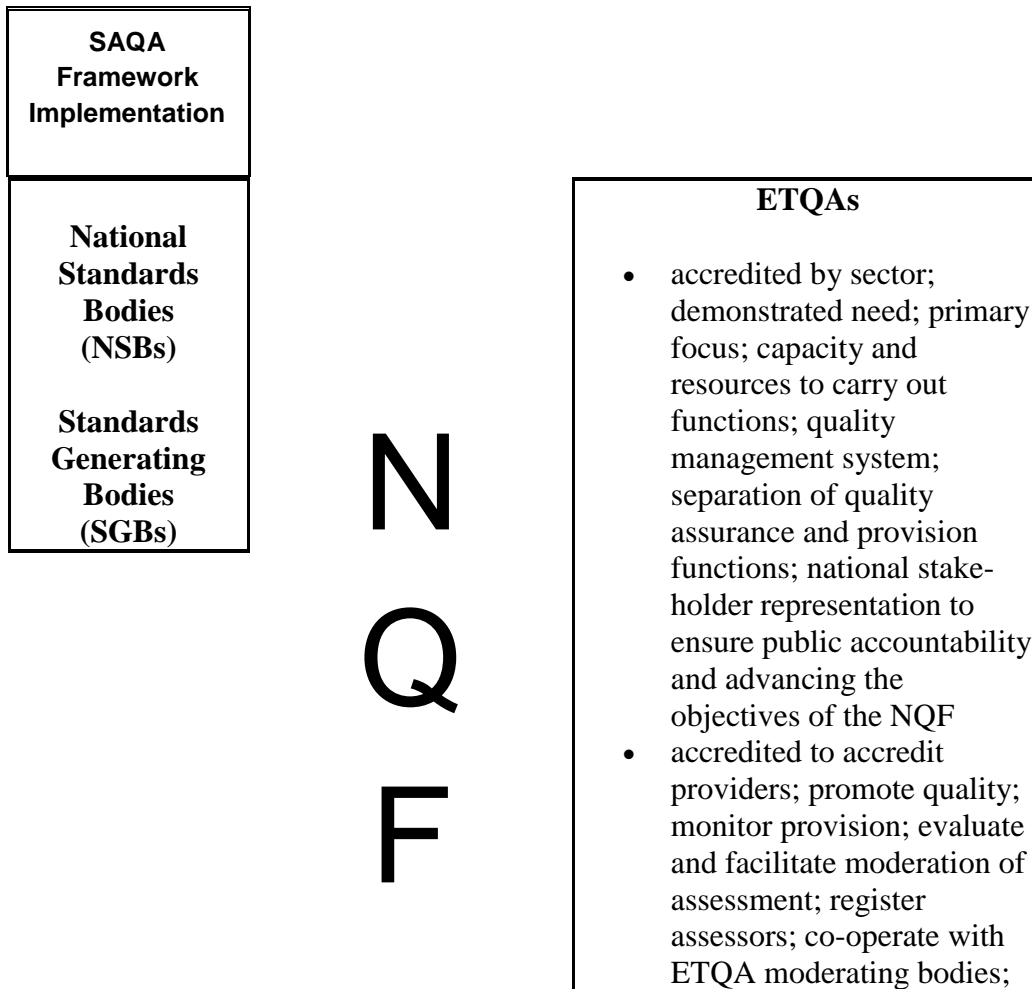 SAQA
Framework
Implementation
National
Standards
Bodies
(NSBs)
Standards
Generating
Bodies
(SGBs)
N
Q
F
ETQAs
• accredited by sector;
demonstrated need; primary
focus; capacity and
resources to carry out
functions; quality
management system;
separation of quality
assurance and provision
functions; national stake-
holder representation to
ensure public accountability
and advancing the
objectives of the NQF
• accredited to accredit
providers; promote quality;
monitor provision; evaluate
and facilitate moderation of
assessment; register
assessors; co-operate with
ETQA moderating bodies;